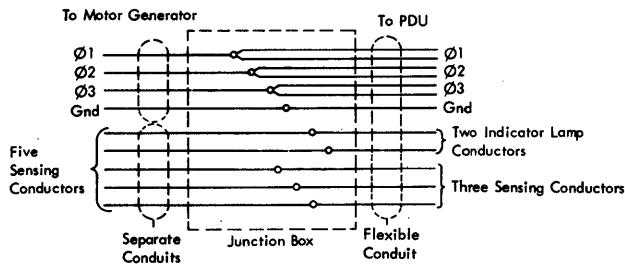 To Motor Generator
To PDU
Ø1 Ø1
Ø2 Ø2
Ø3 Ø3
Gnd Gnd
Five
Sensing
Conductors
Two Indicator Lamp
Conductors
Three Sensing Conductors
Separate
Conduits
Junction Box
Flexible
Conduit